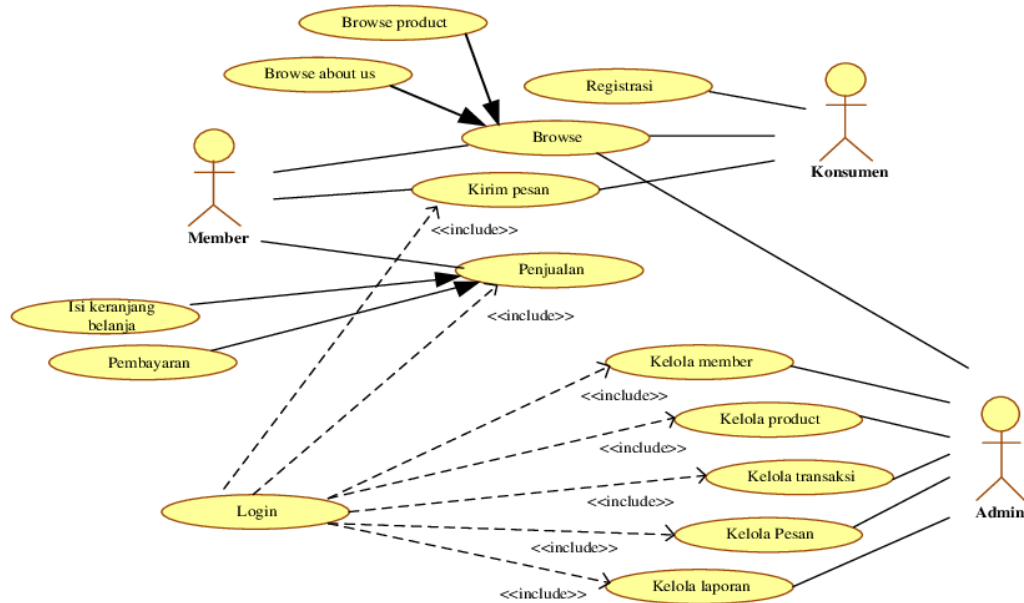 Browse product
Browse about us
Registrasi
Browse
Konsumen
Kirim pesan
Member
<<include>>
Penjualan
Isi keranjang
belanja
<<include>>
Pembayaran
Kelola member
<<include>>
Kelola product
<<include>>
Kelola transaksi
<<include>>
Login
Admin
Kelola Pesan
<<include>>
Kelola laporan
<<include>>